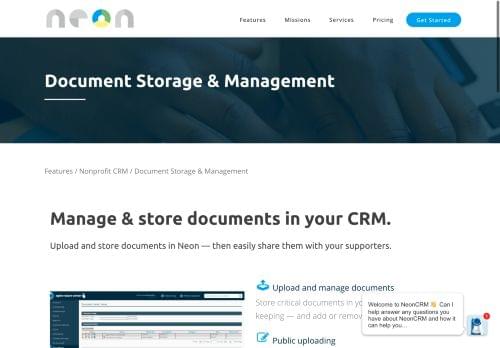 neon
Features Missions Services Pricing Get Started
Document Storage & Management
Features / Nonprofit CRM / Document Storage & Management
Manage & store documents in your CRM.
Upload and store documents in Neon — then easily share them with your supporters.
Upload and manage documents
Store critical documents in
keeping — and add or remov
Public uploading
Welcome to NeonCRM 👋 Can I
help answer any questions you
have about NeonCRM and how it
can help you...
1